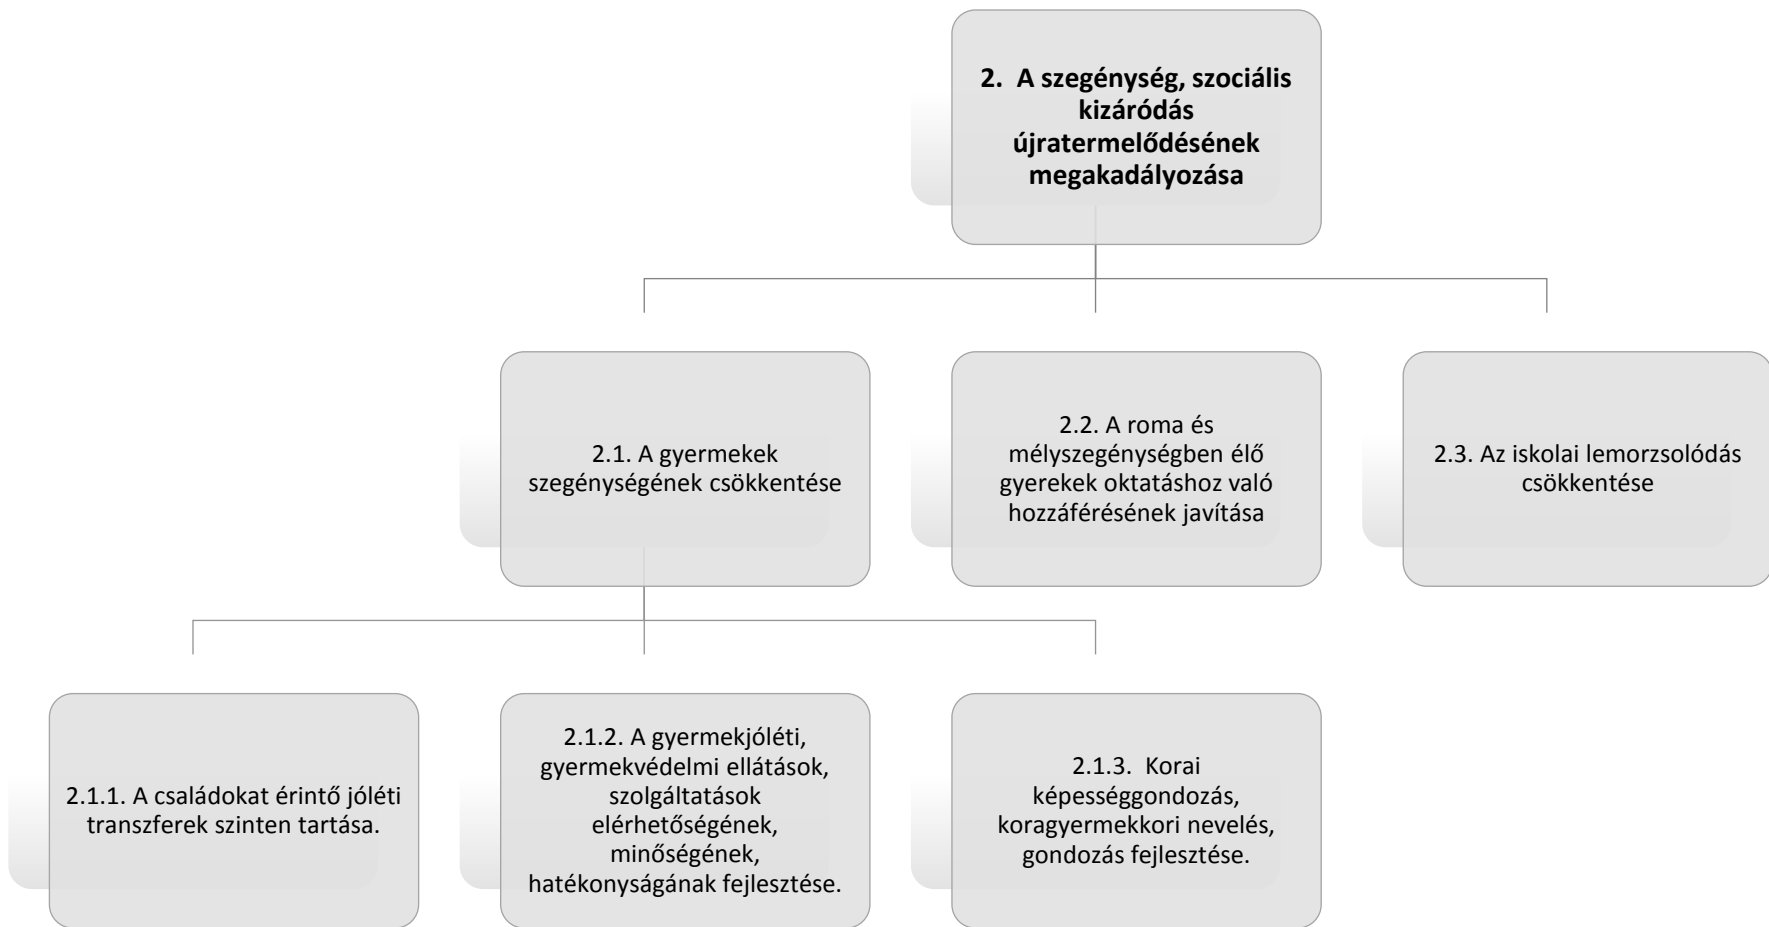 2. A szegénység, szociális
kizáródás
újratermelődésének
megakadályozása
2.1. A gyermekek
szegénységének csökkentése
2.2. A roma és
mélyszegénységben élő
gyerekek oktatáshoz való
hozzáférésének javítása
2.3. Az iskolai lemorzsolódás
csökkentése
2.1.1. A családokat érintő jóléti
transzferek szinten tartása.
2.1.2. A gyermekjóléti,
gyermekvédelmi ellátások,
szolgáltatások
elérhetőségének,
minőségének,
hatékonyságának fejlesztése.
2.1.3. Korai
képességgondozás,
koragyermekkori nevelés,
gondozás fejlesztése.